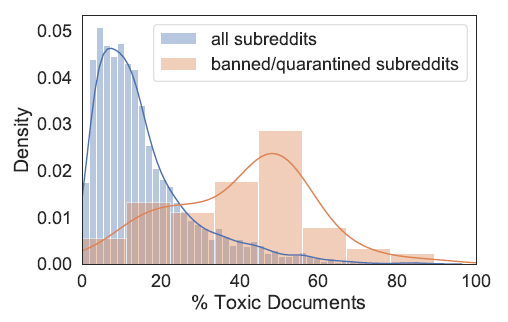 all subreddits
banned/quarantined subreddits
Density
0.05
0.04
0.03
0.02
0.01
0.00
0 20 40 60 80 100
% Toxic Documents